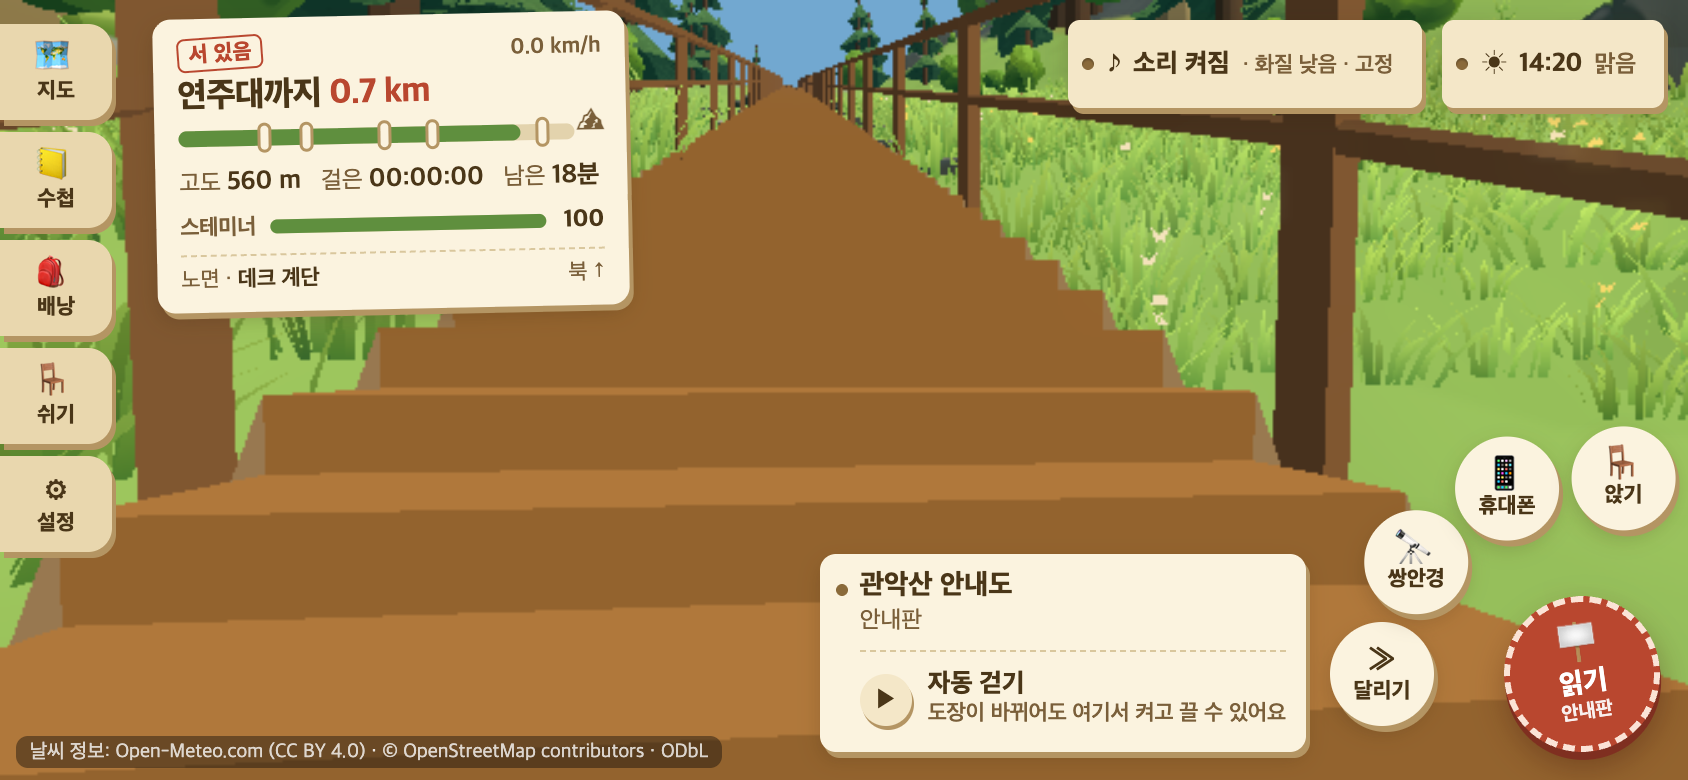 지도
수첩
배낭
쉬기
설정
서 있음
0.0 km/h
연주대까지 0.7 km
고도 560 m 걸은 00:00:00 남은 18분
스테미너 100
노면 · 데크 계단 북 ↑
♪ 소리 켜짐 · 화질 낮음 · 고정
☀ 14:20 맑음
휴대폰
앉기
쌍안경
달리기
읽기
안내판
관악산 안내도
안내판
자동 걷기
도장이 바뀌어도 여기서 켜고 끌 수 있어요
날씨 정보: Open-Meteo.com (CC BY 4.0) · © OpenStreetMap contributors · ODbL